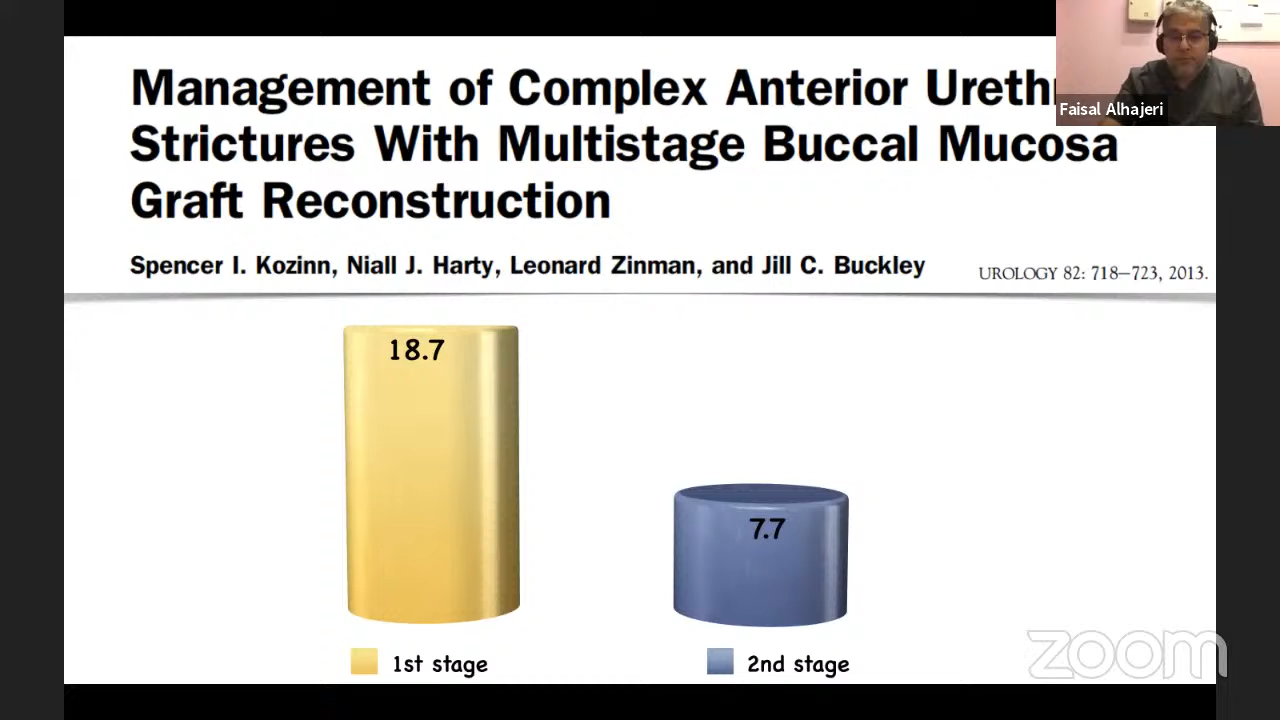 Management of Complex Anterior
Strictures With Multistage Buccal Mucosa
Graft Reconstruction
Spencer I. Kozinn, Niall J. Harty, Leonard Zinman, and Jill C. Buckley
UROLOGY 82: 718–723, 2013.
Faisal Alhajeri
18.7
7.7
1st stage
2nd stage
zoom